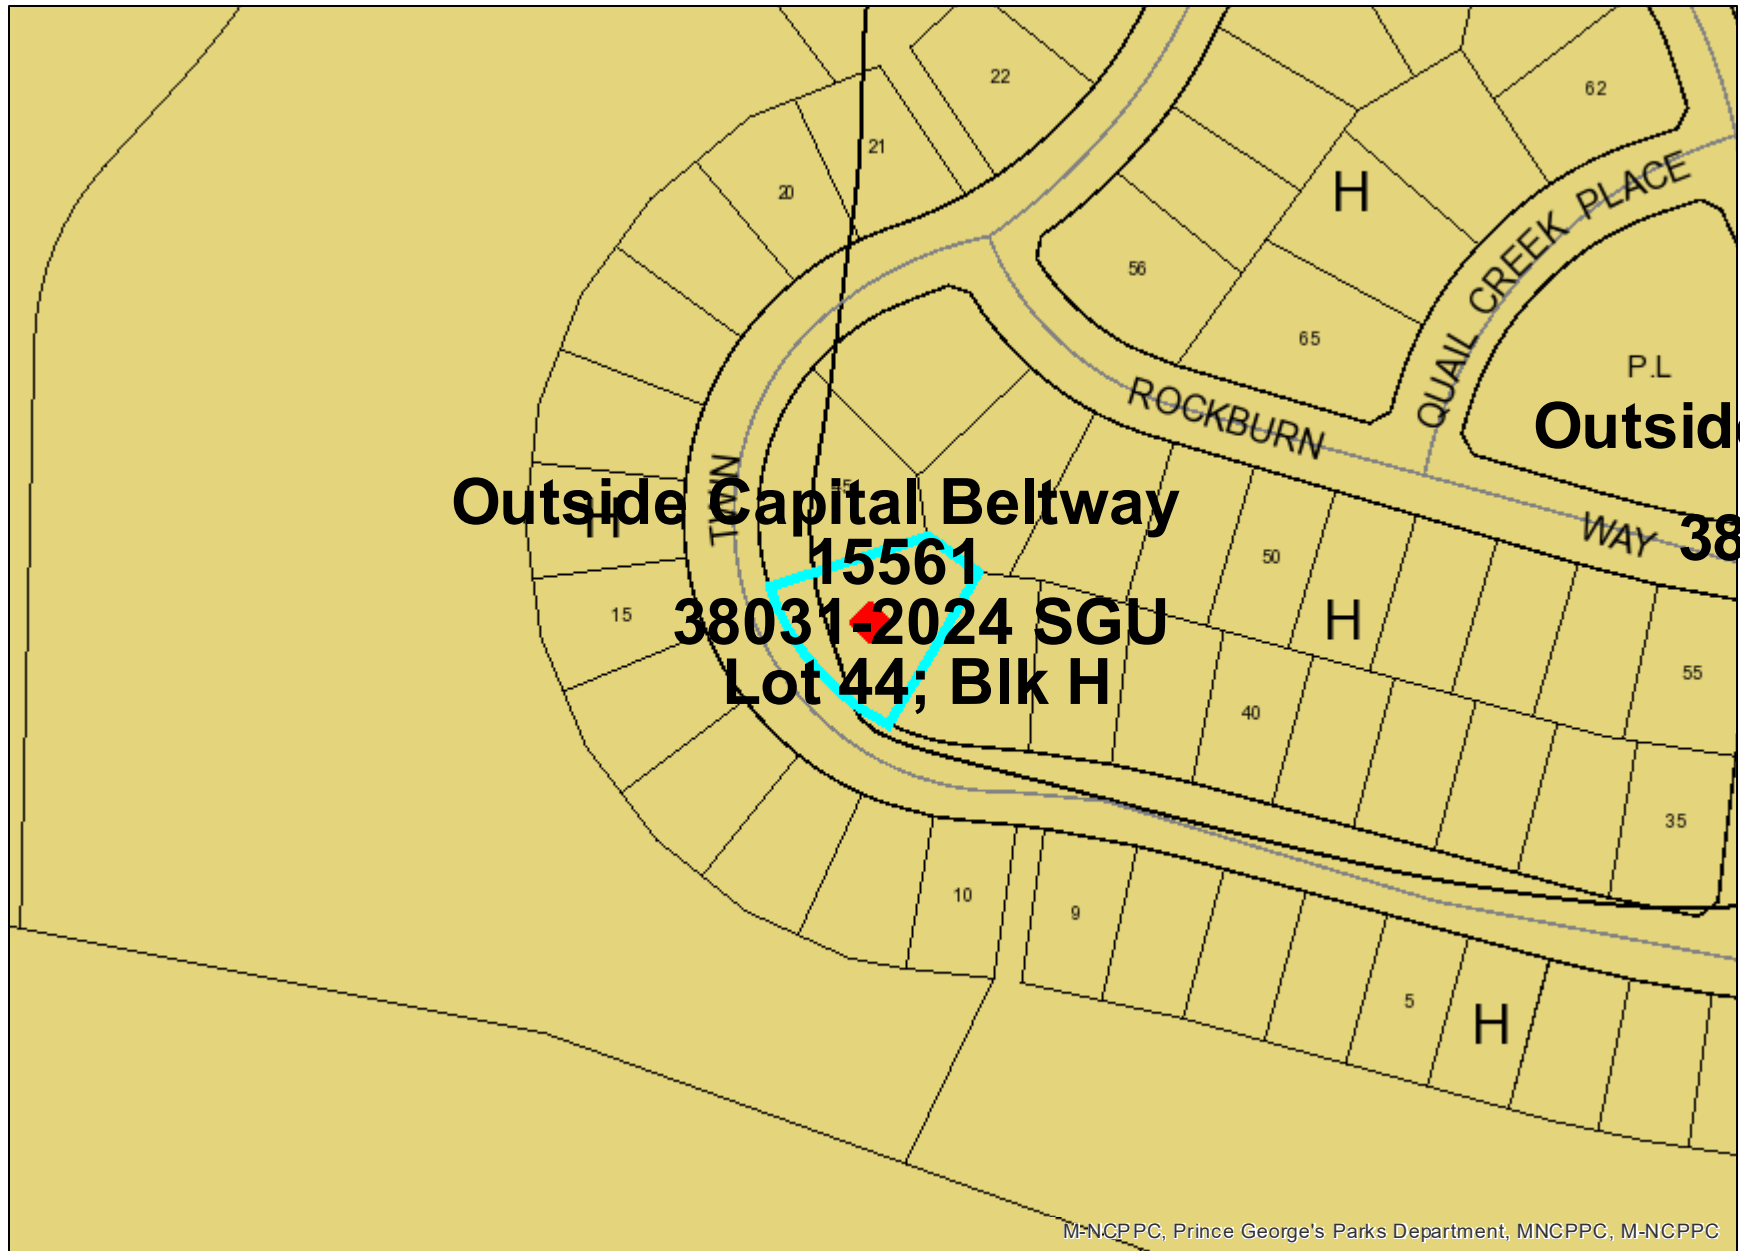 22
62
21
20
H
QUAIL CREEK PLACE
56
65
P.L
ROCKBURN
WAY
TWIN
45
H
Outside Capital Beltway
15561
38031-2024 SGU
Lot 44; Blk H
Outside
38
50
H
15
55
40
35
10
9
5
H
M-NCPPC, Prince George's Parks Department, MNCPPC, M-NCPPC